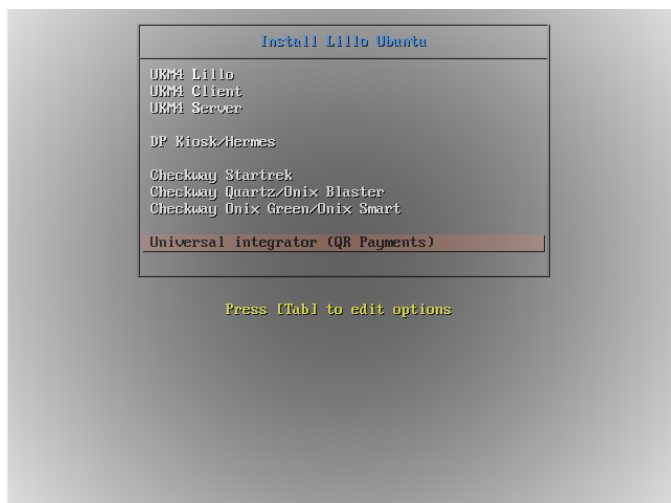 Install Lillo Ubuntu
UKM4 Lillo
UKM4 Client
UKM4 Server
DP Kiosk/Hermes
Checkway Startrek
Checkway Quartz/Onix Blaster
Checkway Onix Green/Onix Smart
Universal integrator (QR Payments)
Press [Tab] to edit options